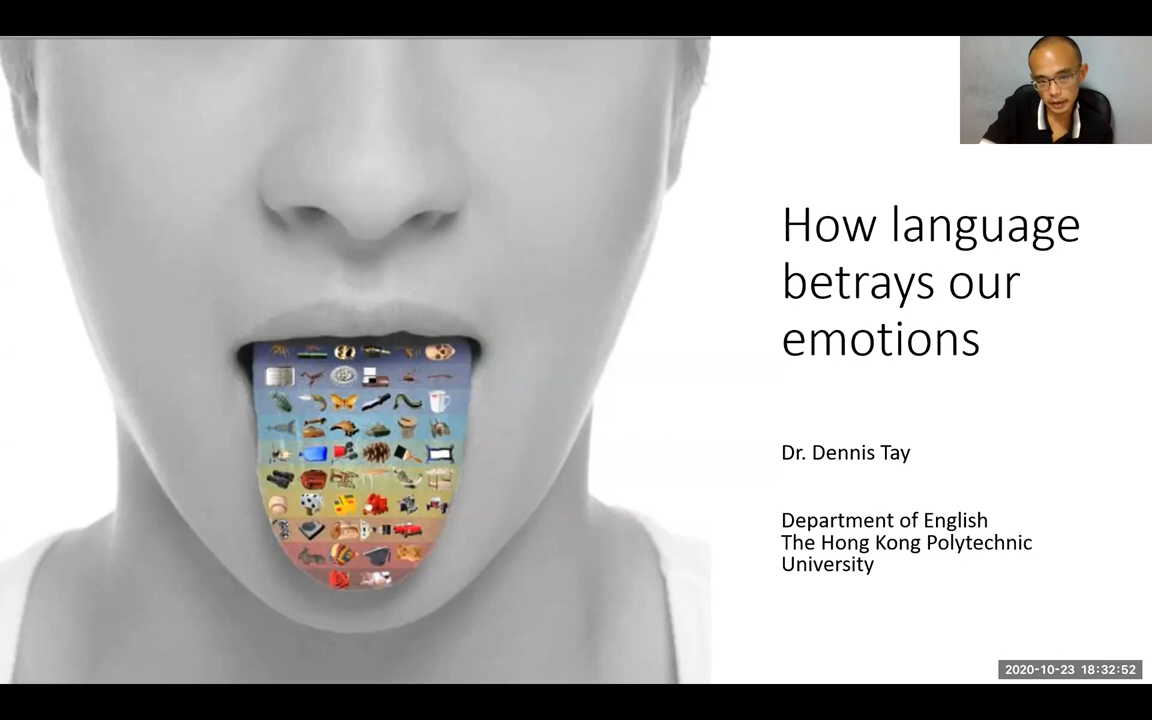 How language
betrays our
emotions
Dr. Dennis Tay
Department of English
The Hong Kong Polytechnic
University
2020-10-23 18:32:52